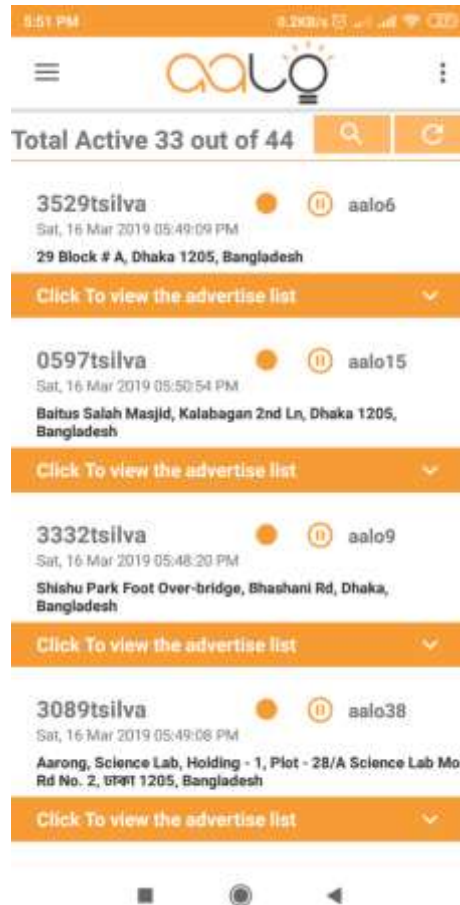 5:51 PM 0.2KB/s
aalo
Total Active 33 out of 44
3529tsilva aalo6
Sat, 16 Mar 2019 05:49:09 PM
29 Block # A, Dhaka 1205, Bangladesh
Click To view the advertise list
0597tsilva aalo15
Sat, 16 Mar 2019 05:50:54 PM
Baitus Salah Masjid, Kalabagan 2nd Ln, Dhaka 1205,
Bangladesh
Click To view the advertise list
3332tsilva aalo9
Sat, 16 Mar 2019 05:48:20 PM
Shishu Park Foot Over-bridge, Bhashani Rd, Dhaka,
Bangladesh
Click To view the advertise list
3089tsilva aalo38
Sat, 16 Mar 2019 05:49:08 PM
Aarong, Science Lab, Holding - 1, Plot - 28/A Science Lab Mo
Rd No. 2, ঢাকা 1205, Bangladesh
Click To view the advertise list